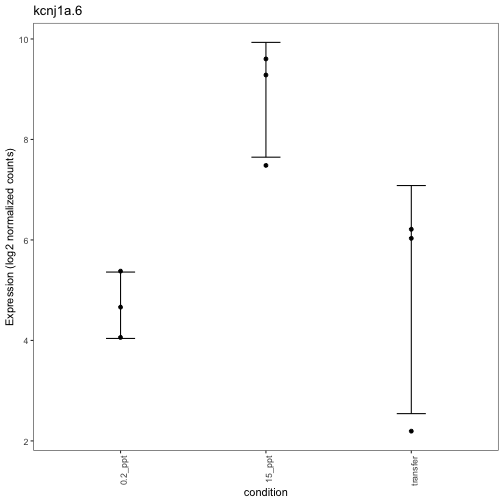 kcnj1a.6
Expression (log2 normalized counts)
10
8
6
4
2
0.2_ppt
15_ppt
transfer
condition